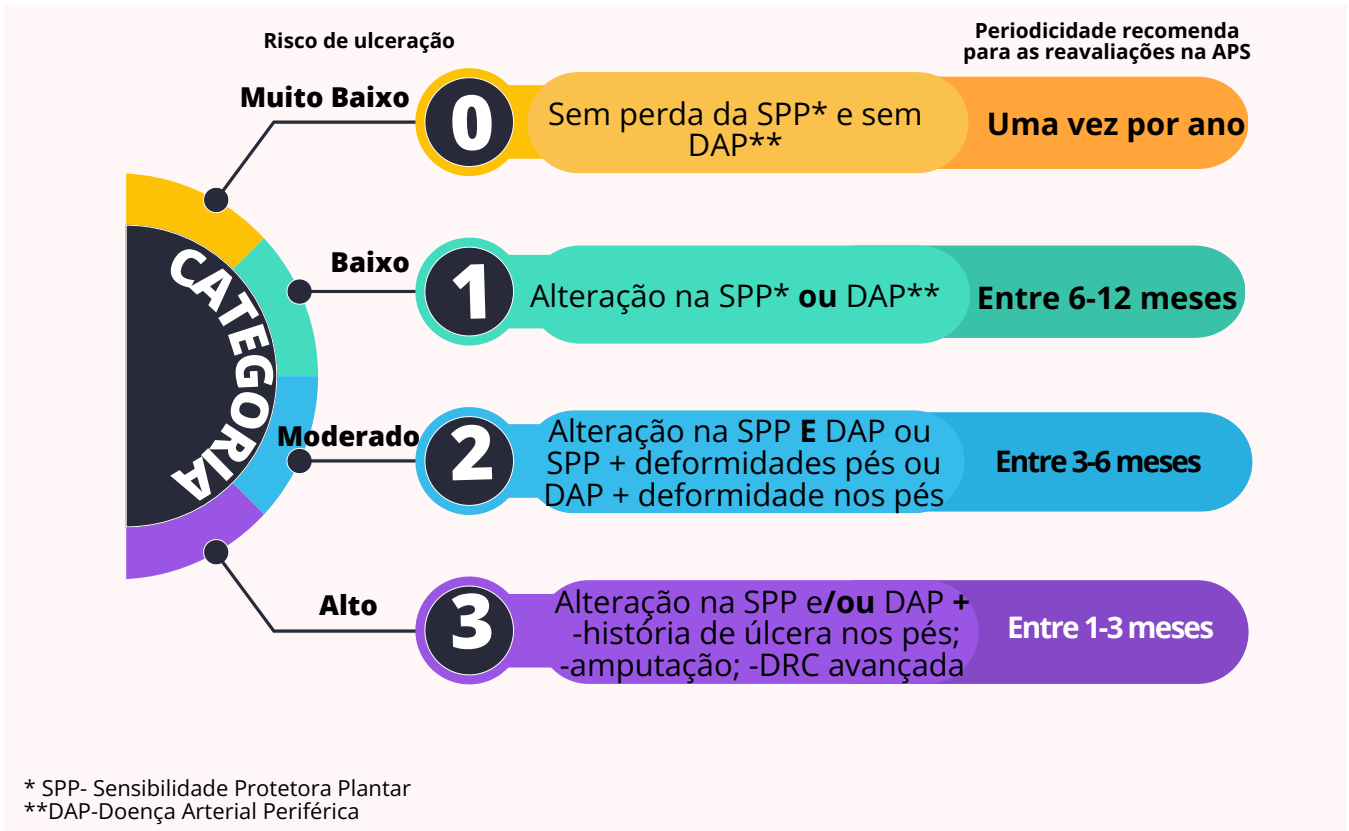 Risco de ulceração
Periodicidade recomenda
para as reavaliações na APS
CATEGORIA
Muito Baixo
0
Sem perda da SPP* e sem
DAP**
Uma vez por ano
Baixo
1
Alteração na SPP* ou DAP**
Entre 6-12 meses
Moderado
2
Alteração na SPP E DAP ou
SPP + deformidades pés ou
DAP + deformidade nos pés
Entre 3-6 meses
Alto
3
Alteração na SPP e/ou DAP +
-história de úlcera nos pés;
-amputação; -DRC avançada
Entre 1-3 meses
* SPP- Sensibilidade Protetora Plantar
**DAP-Doença Arterial Periférica